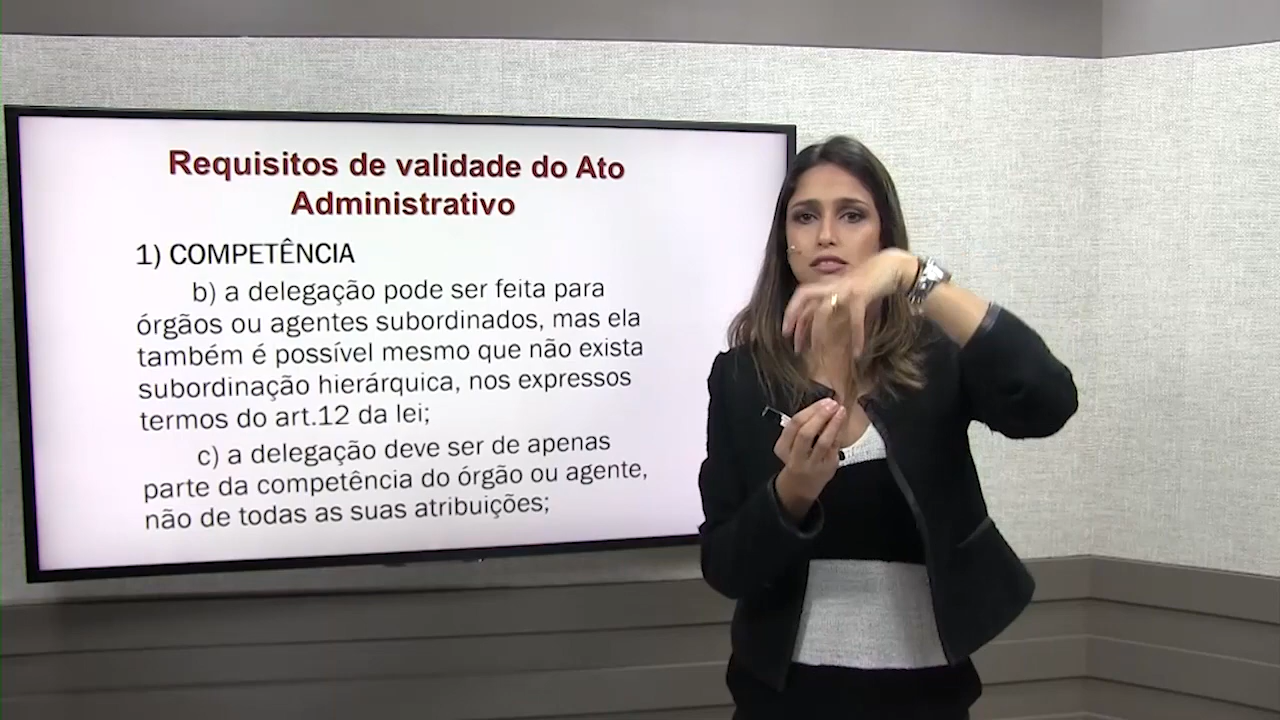 Requisitos de validade do Ato
Administrativo
1) COMPETÊNCIA
b) a delegação pode ser feita para
órgãos ou agentes subordinados, mas ela
também é possível mesmo que não exista
subordinação hierárquica, nos expressos
termos do art.12 da lei;
c) a delegação deve ser de apenas
parte da competência do órgão ou agente,
não de todas as suas atribuições;